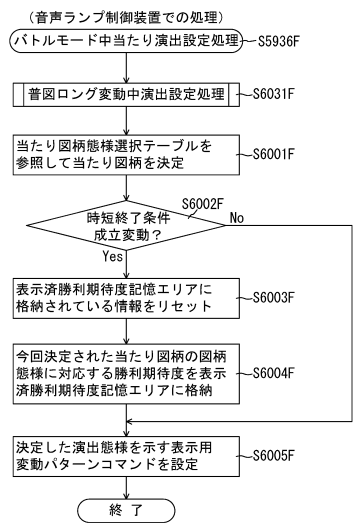 (音声ランプ制御装置での処理)
バトルモード中当たり演出設定処理
S5936F
普図ロング変動中演出設定処理
S6031F
当たり図柄態様選択テーブルを
参照して当たり図柄を決定
S6001F
S6002F
時短終了条件
成立変動？
No
Yes
表示済勝利期待度記憶エリアに
格納されている情報をリセット
S6003F
今回決定された当たり図柄の図柄
態様に対応する勝利期待度を表示
済勝利期待度記憶エリアに格納
S6004F
決定した演出態様を示す表示用
変動パターンコマンドを設定
S6005F
終了